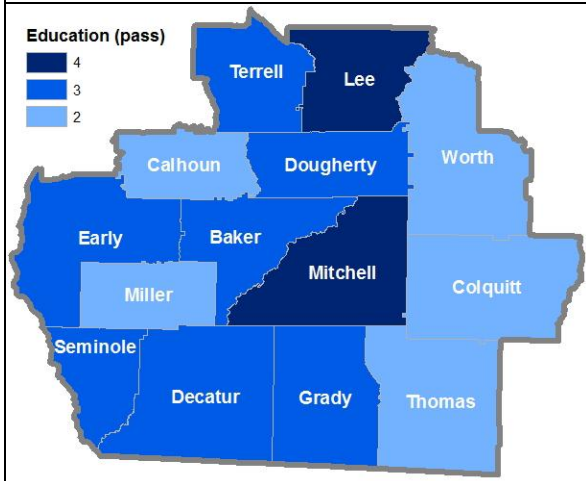 Education (pass)
4
3
2
Terrell
Lee
Calhoun
Dougherty
Worth
Early
Baker
Mitchell
Miller
Colquitt
Seminole
Decatur
Grady
Thomas